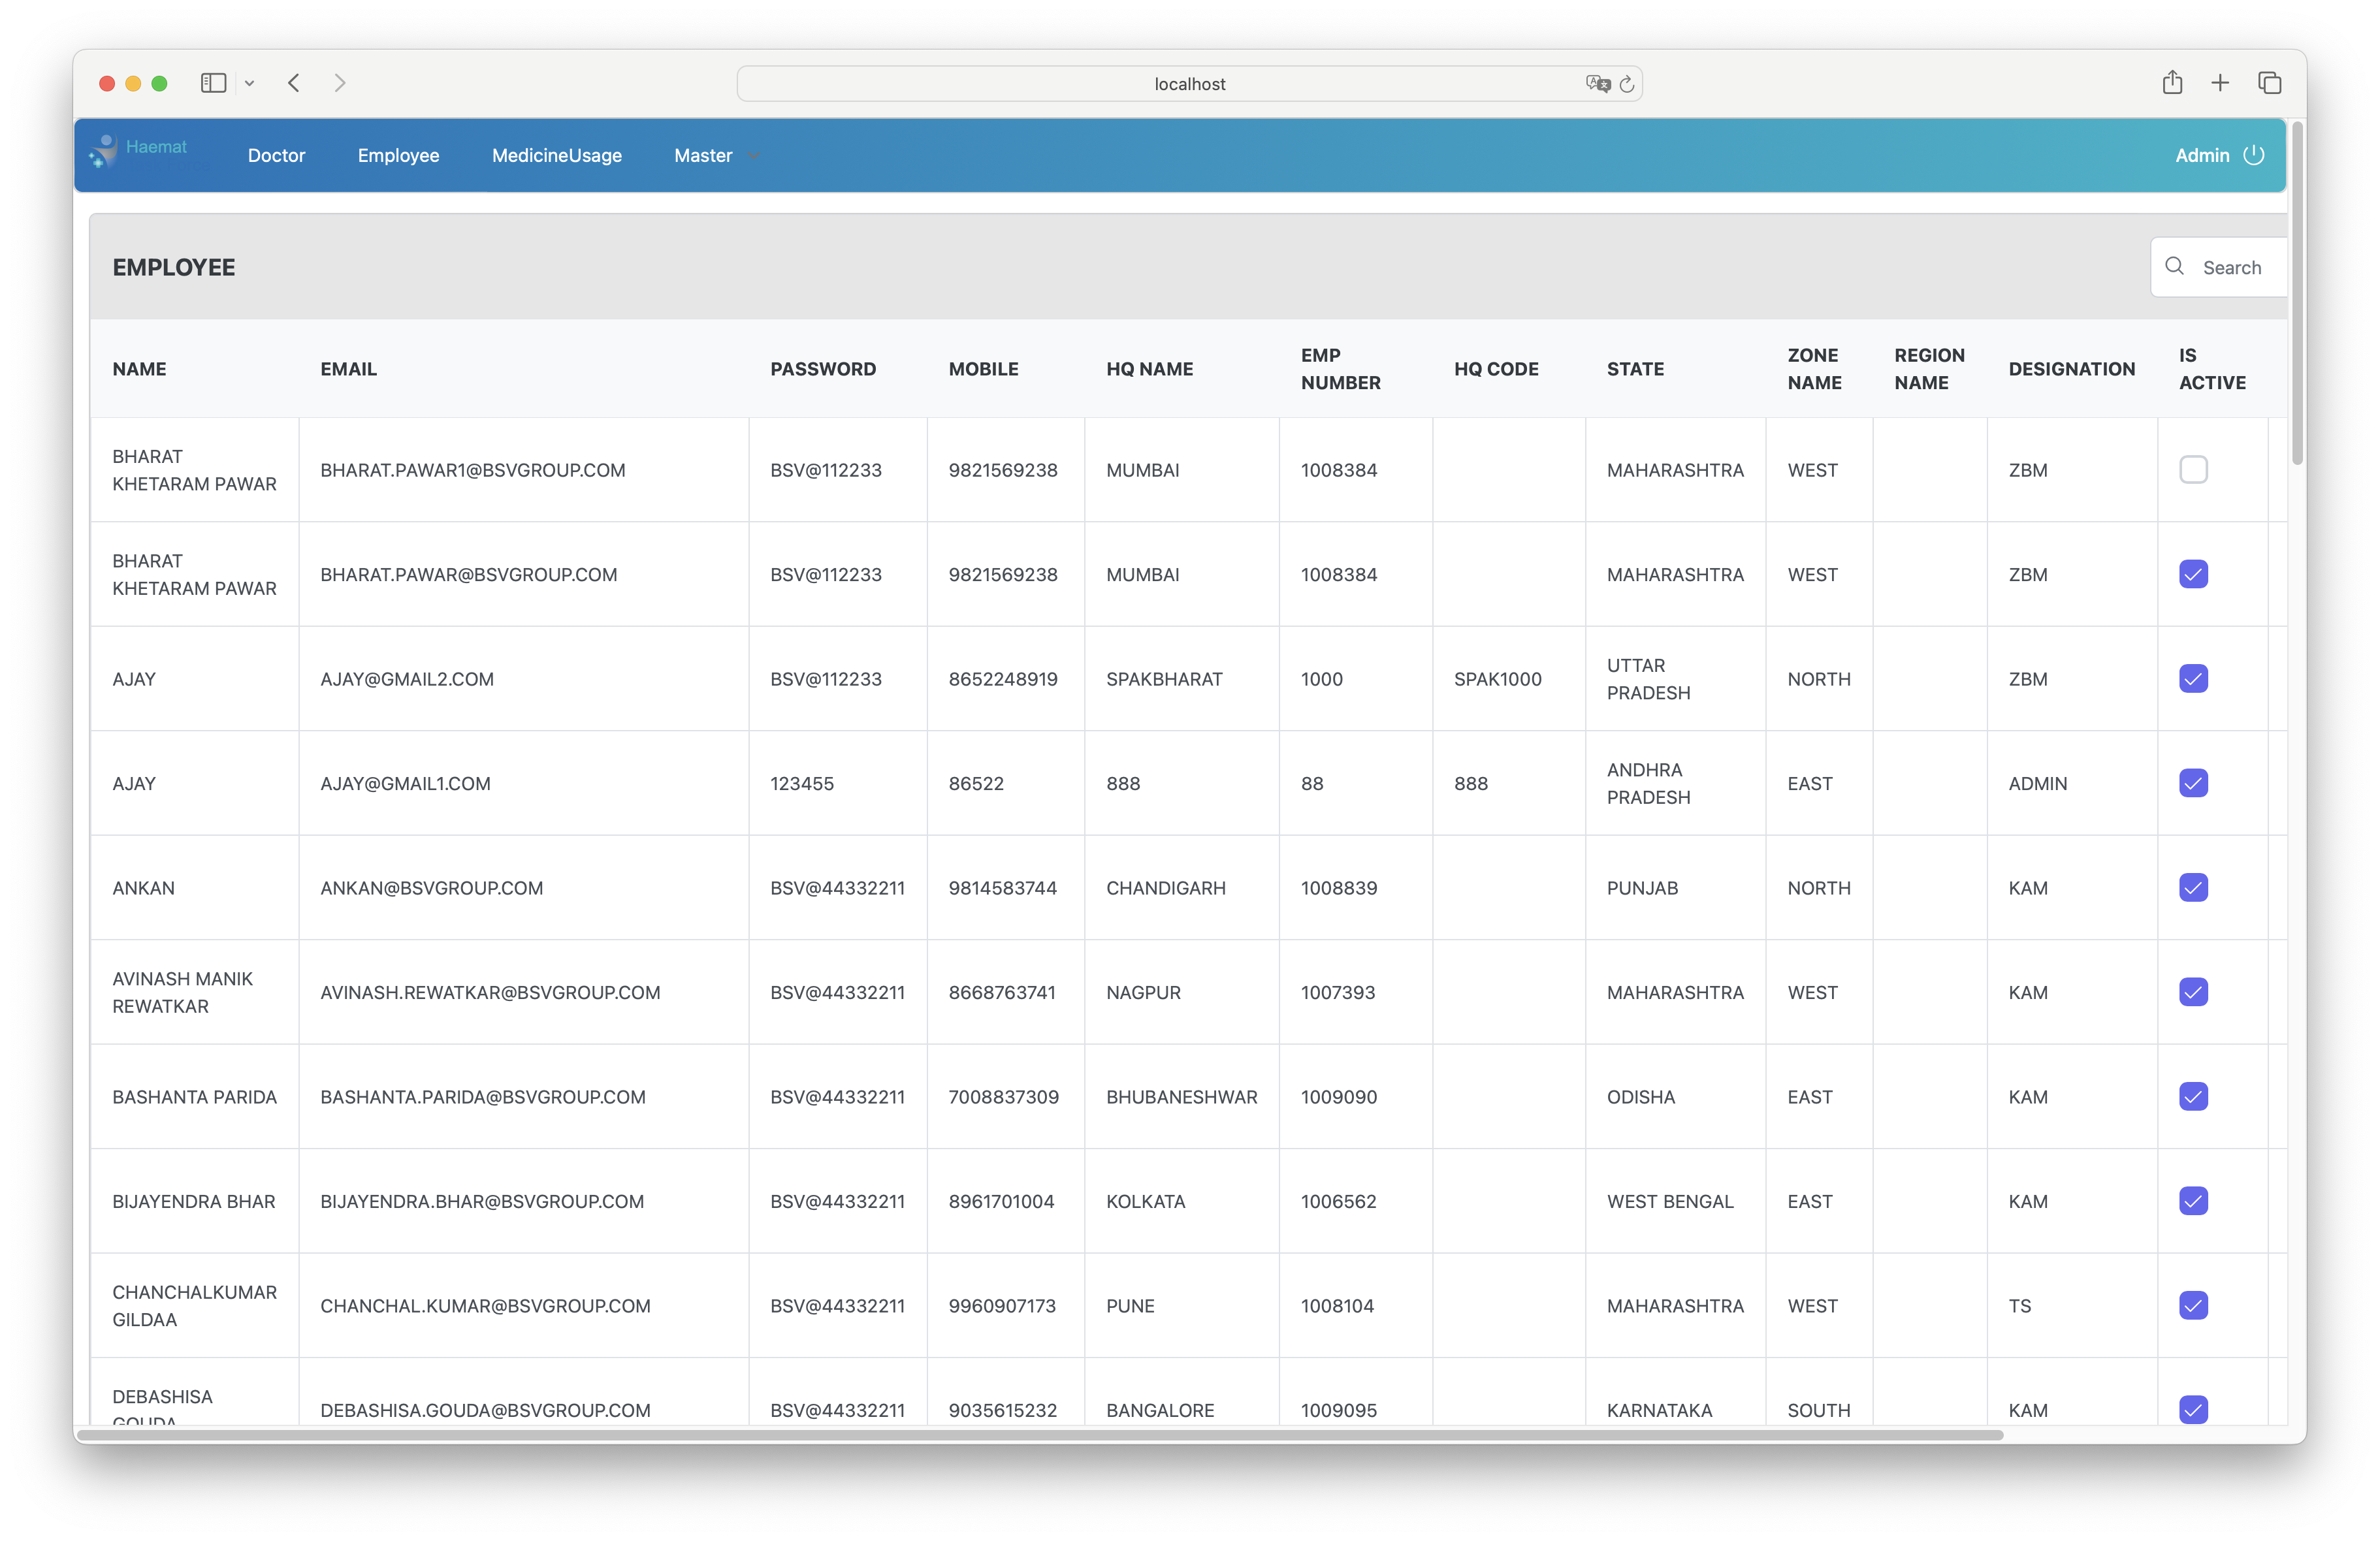 localhost
Haemat
Doctor Employee MedicineUsage Master Admin
EMPLOYEE Search
NAME EMAIL PASSWORD MOBILE HQ NAME EMP NUMBER HQ CODE STATE ZONE NAME REGION NAME DESIGNATION IS ACTIVE
BHARAT KHETARAM PAWAR BHARAT.PAWAR1@BSVGROUP.COM BSV@112233 9821569238 MUMBAI 1008384 MAHARASHTRA WEST ZBM
BHARAT KHETARAM PAWAR BHARAT.PAWAR@BSVGROUP.COM BSV@112233 9821569238 MUMBAI 1008384 MAHARASHTRA WEST ZBM
AJAY AJAY@GMAIL2.COM BSV@112233 8652248919 SPAKBHARAT 1000 SPAK1000 UTTAR PRADESH NORTH ZBM
AJAY AJAY@GMAIL1.COM 123455 86522 888 88 888 ANDHRA PRADESH EAST ADMIN
ANKAN ANKAN@BSVGROUP.COM BSV@44332211 9814583744 CHANDIGARH 1008839 PUNJAB NORTH KAM
AVINASH MANIK REWATKAR AVINASH.REWATKAR@BSVGROUP.COM BSV@44332211 8668763741 NAGPUR 1007393 MAHARASHTRA WEST KAM
BASHANTA PARIDA BASHANTA.PARIDA@BSVGROUP.COM BSV@44332211 7008837309 BHUBANESHWAR 1009090 ODISHA EAST KAM
BIJAYENDRA BHAR BIJAYENDRA.BHAR@BSVGROUP.COM BSV@44332211 8961701004 KOLKATA 1006562 WEST BENGAL EAST KAM
CHANCHALKUMAR GILDAA CHANCHAL.KUMAR@BSVGROUP.COM BSV@44332211 9960907173 PUNE 1008104 MAHARASHTRA WEST TS
DEBASHISA GOUDA DEBASHISA.GOUDA@BSVGROUP.COM BSV@44332211 9035615232 BANGALORE 1009095 KARNATAKA SOUTH KAM